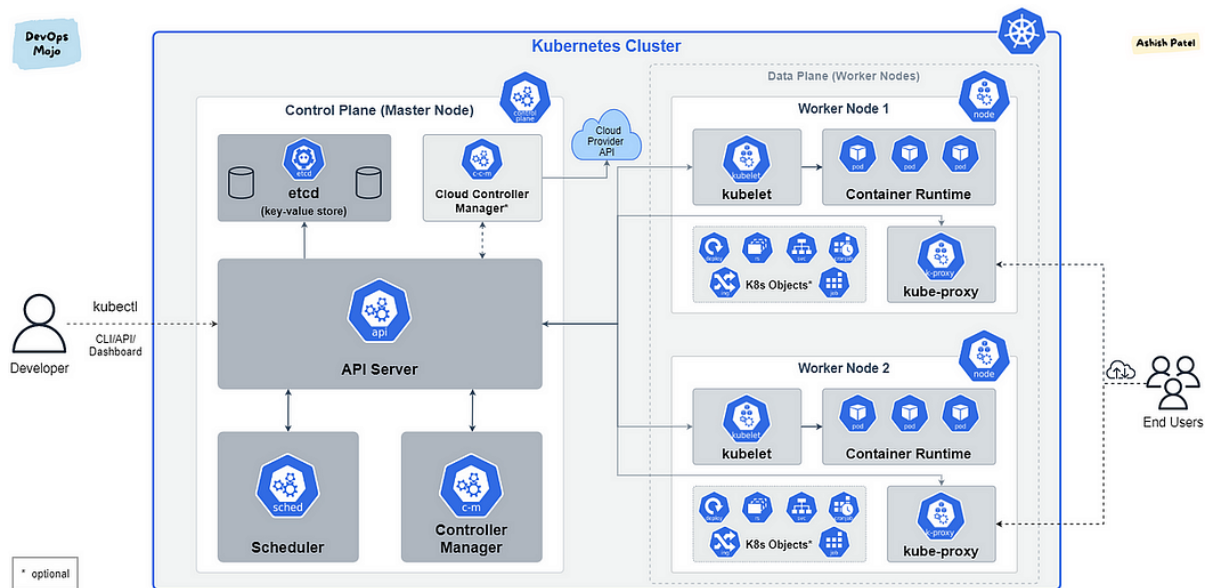 DevOps
Mojo
Ashish Patel
Kubernetes Cluster
Control Plane (Master Node)
control
plane
etcd
etcd
(key-value store)
c-c-m
Cloud Controller
Manager*
Cloud
Provider
API
api
API Server
Developer
kubectl
CLI/API/
Dashboard
sched
Scheduler
c-m
Controller
Manager
* optional
Data Plane (Worker Nodes)
Worker Node 1
node
kubelet
kubelet
pod
pod
pod
Container Runtime
deploy
rs
svc
cronjob
ing
K8s Objects*
job
k-proxy
kube-proxy
Worker Node 2
node
kubelet
kubelet
pod
pod
pod
Container Runtime
deploy
rs
svc
cronjob
ing
K8s Objects*
job
k-proxy
kube-proxy
End Users